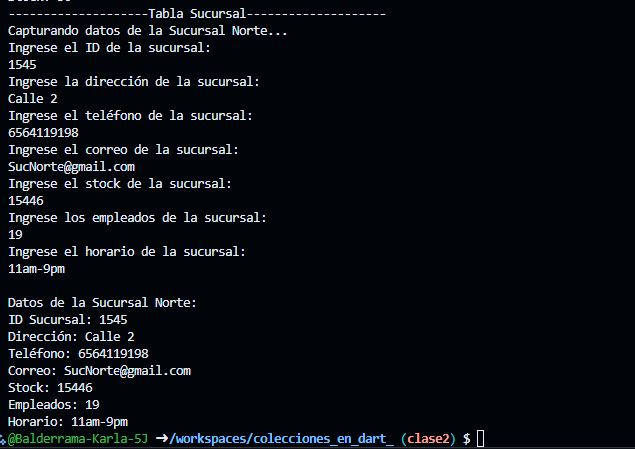 --------------------Tabla Sucursal--------------------
Capturando datos de la Sucursal Norte...
Ingrese el ID de la sucursal:
1545
Ingrese la dirección de la sucursal:
Calle 2
Ingrese el teléfono de la sucursal:
6564119198
Ingrese el correo de la sucursal:
SucNorte@gmail.com
Ingrese el stock de la sucursal:
15446
Ingrese los empleados de la sucursal:
19
Ingrese el horario de la sucursal:
11am-9pm
Datos de la Sucursal Norte:
ID Sucursal: 1545
Dirección: Calle 2
Teléfono: 6564119198
Correo: SucNorte@gmail.com
Stock: 15446
Empleados: 19
Horario: 11am-9pm
@Balderrama-Karla-5J ➜/workspaces/colecciones_en_dart_ (clase2) $